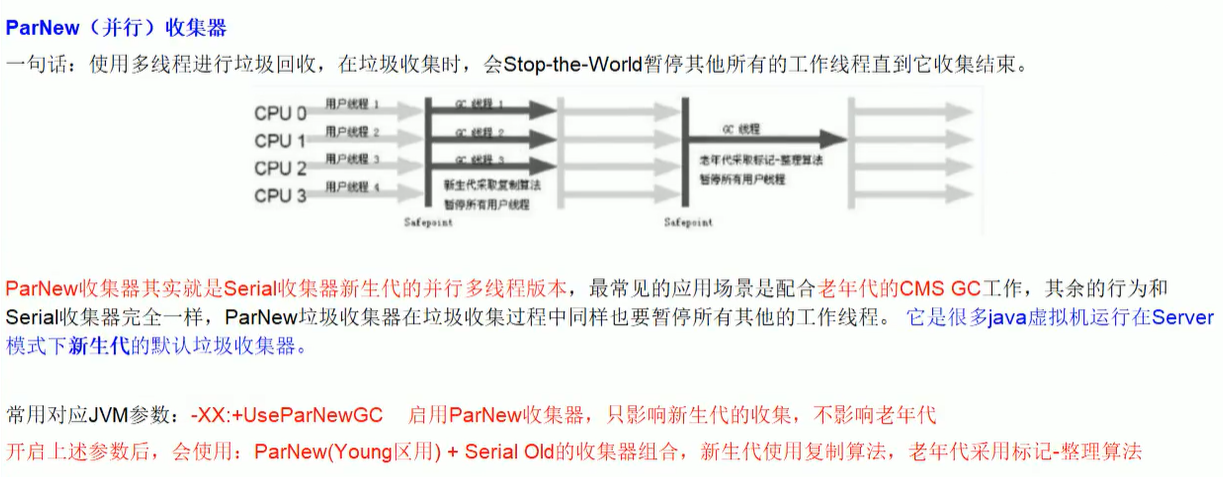 ParNew（并行）收集器
一句话：使用多线程进行垃圾回收，在垃圾收集时，会Stop-the-World暂停其他所有的工作线程直到它收集结束。
CPU 0 用户线程 1 GC 线程 1
CPU 1 用户线程 2 GC 线程 2 GC 线程
CPU 2 用户线程 3 GC 线程 3 老年代采取标记-整理算法
CPU 3 用户线程 4 新生代采取复制算法 暂停所有用户线程
暂停所有用户线程
Safepoint Safepoint
ParNew收集器其实就是Serial收集器新生代的并行多线程版本，最常见的应用场景是配合老年代的CMS GC工作，其余的行为和
Serial收集器完全一样，ParNew垃圾收集器在垃圾收集过程中同样也要暂停所有其他的工作线程。 它是很多java虚拟机运行在Server
模式下新生代的默认垃圾收集器。
常用对应JVM参数：-XX:+UseParNewGC 启用ParNew收集器，只影响新生代的收集，不影响老年代
开启上述参数后，会使用：ParNew(Young区用) + Serial Old的收集器组合，新生代使用复制算法，老年代采用标记-整理算法